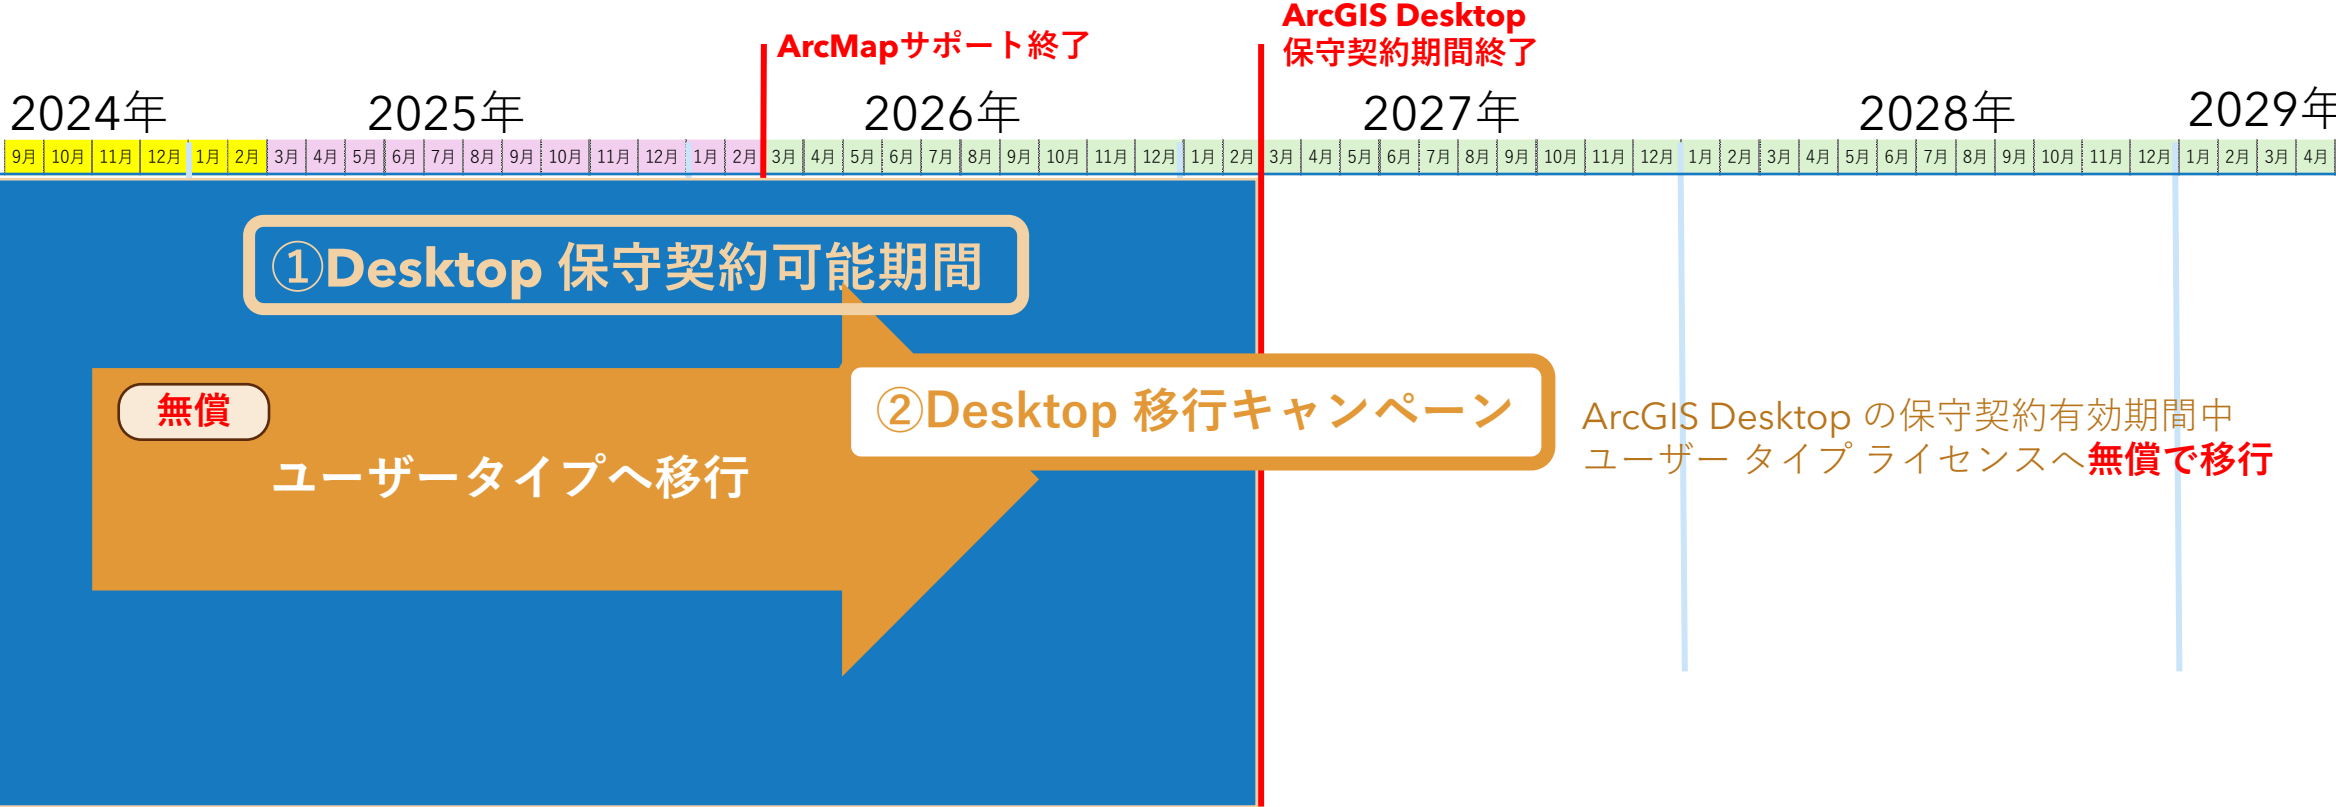 ArcGIS Desktop
保守契約期間終了
ArcMapサポート終了
2024年 2025年 2026年 2027年 2028年 2029年
9月 10月 11月 12月 1月 2月 3月 4月 5月 6月 7月 8月 9月 10月 11月 12月 1月 2月 3月 4月 5月 6月 7月 8月 9月 10月 11月 12月 1月 2月 3月 4月 5月 6月 7月 8月 9月 10月 11月 12月 1月 2月 3月 4月 5月 6月 7月 8月 9月 10月 11月 12月 1月 2月 3月 4月
①Desktop 保守契約可能期間
無償
②Desktop 移行キャンペーン
ArcGIS Desktop の保守契約有効期間中
ユーザー タイプ ライセンスへ無償で移行
ユーザータイプへ移行